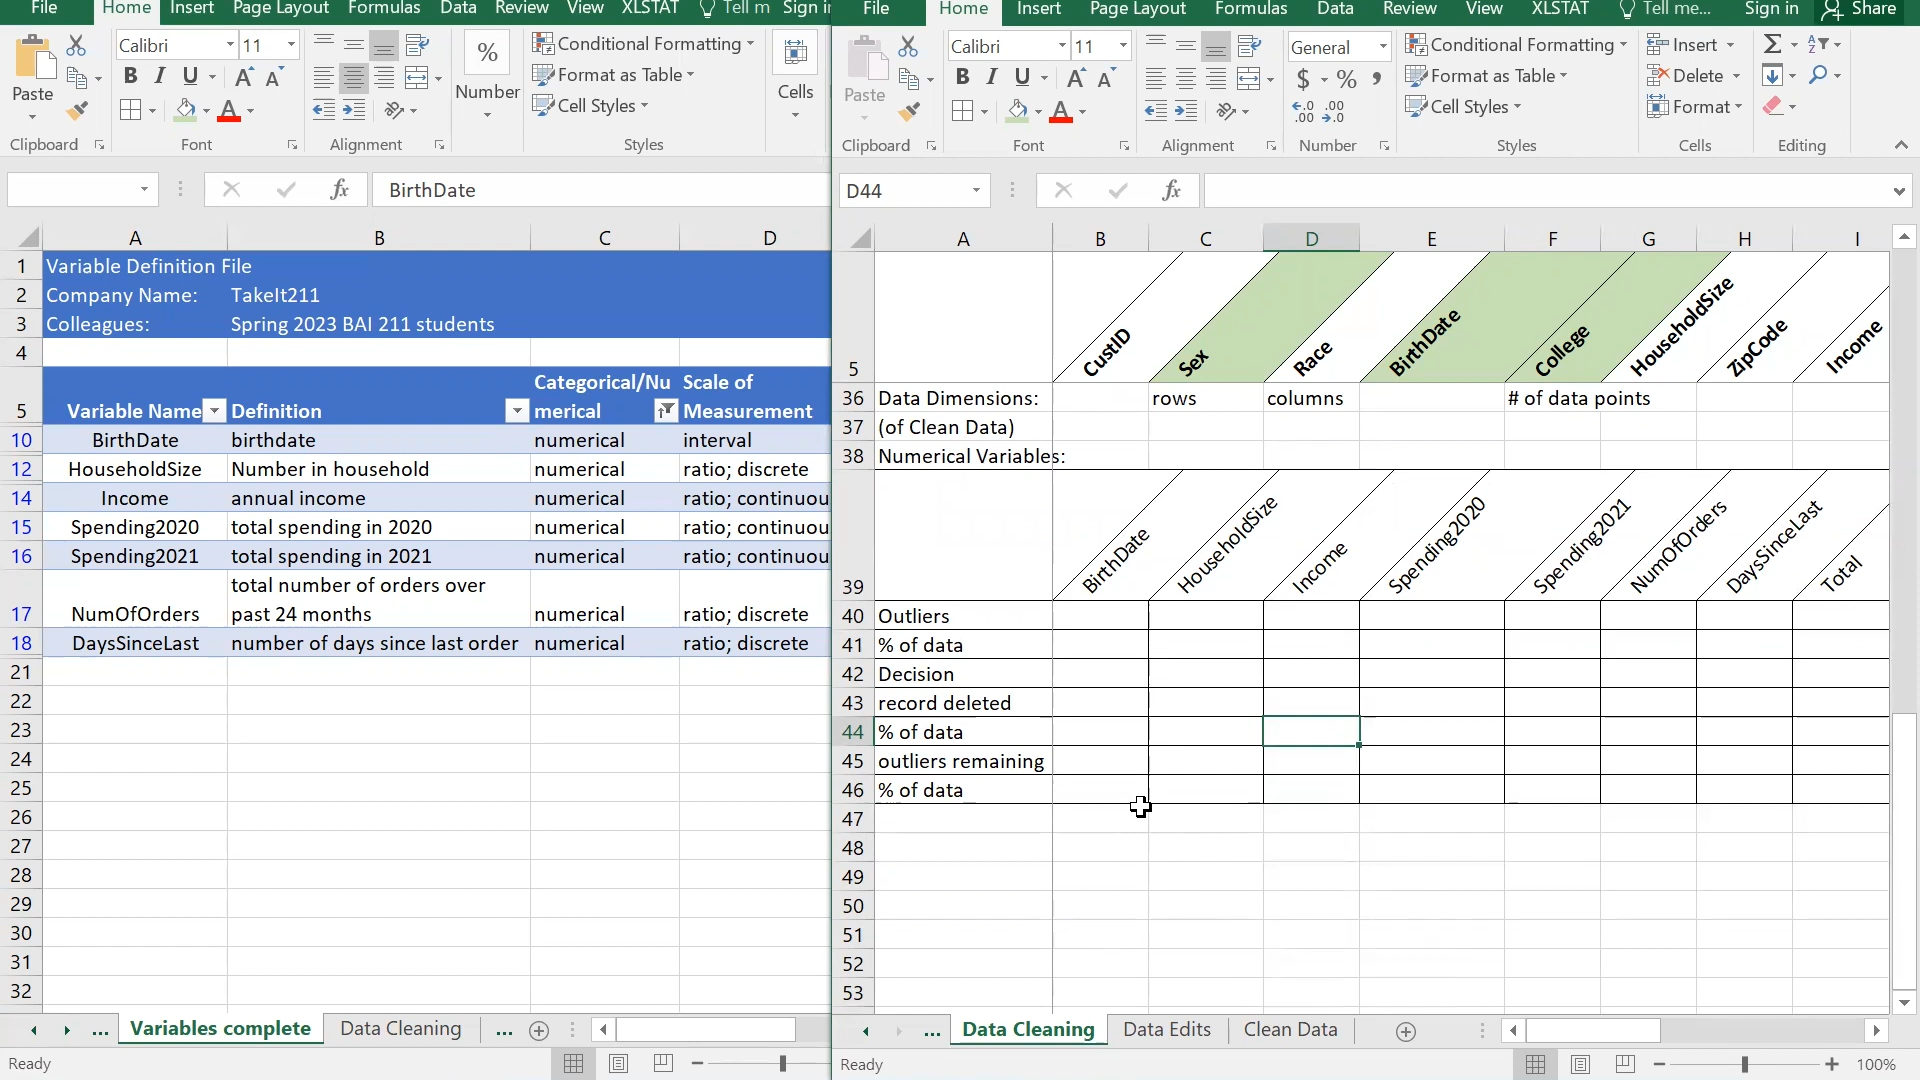 File Home Insert Page Layout Formulas Data Review View XLSTAT Tell m Sign i
Paste
Calibri 11
B I U A A
A
%
Number
Conditional Formatting
Format as Table
Cell Styles
Cells
Clipboard Font Alignment Styles
fx BirthDate
A B C D
1 Variable Definition File
2 Company Name: TakeIt211
3 Colleagues: Spring 2023 BAI 211 students
4
Categorical/Nu Scale of
5 Variable Name Definition merical Measurement
10 BirthDate birthdate numerical interval
12 HouseholdSize Number in household numerical ratio; discrete
14 Income annual income numerical ratio; continuou
15 Spending2020 total spending in 2020 numerical ratio; continuou
16 Spending2021 total spending in 2021 numerical ratio; continuou
total number of orders over
17 NumOfOrders past 24 months numerical ratio; discrete
18 DaysSinceLast number of days since last order numerical ratio; discrete
21
22
23
24
25
26
27
28
29
30
31
32
... Variables complete Data Cleaning ...
Ready
File Home Insert Page Layout Formulas Data Review View XLSTAT Tell me... Sign in Share
Paste
Calibri 11
B I U A A
A
General
$ % ,
.0 .00
.00 .0
Conditional Formatting
Format as Table
Cell Styles
Insert
Delete
Format
Clipboard Font Alignment Number Styles Cells Editing
D44 fx
A B C D E F G H I
5 CustID Sex Race BirthDate College HouseholdSize ZipCode Income
36 Data Dimensions: rows columns # of data points
37 (of Clean Data)
38 Numerical Variables:
39 BirthDate HouseholdSize Income Spending2020 Spending2021 NumOfOrders DaysSinceLast Total
40 Outliers
41 % of data
42 Decision
43 record deleted
44 % of data
45 outliers remaining
46 % of data
47
48
49
50
51
52
53
... Data Cleaning Data Edits Clean Data
Ready 100%